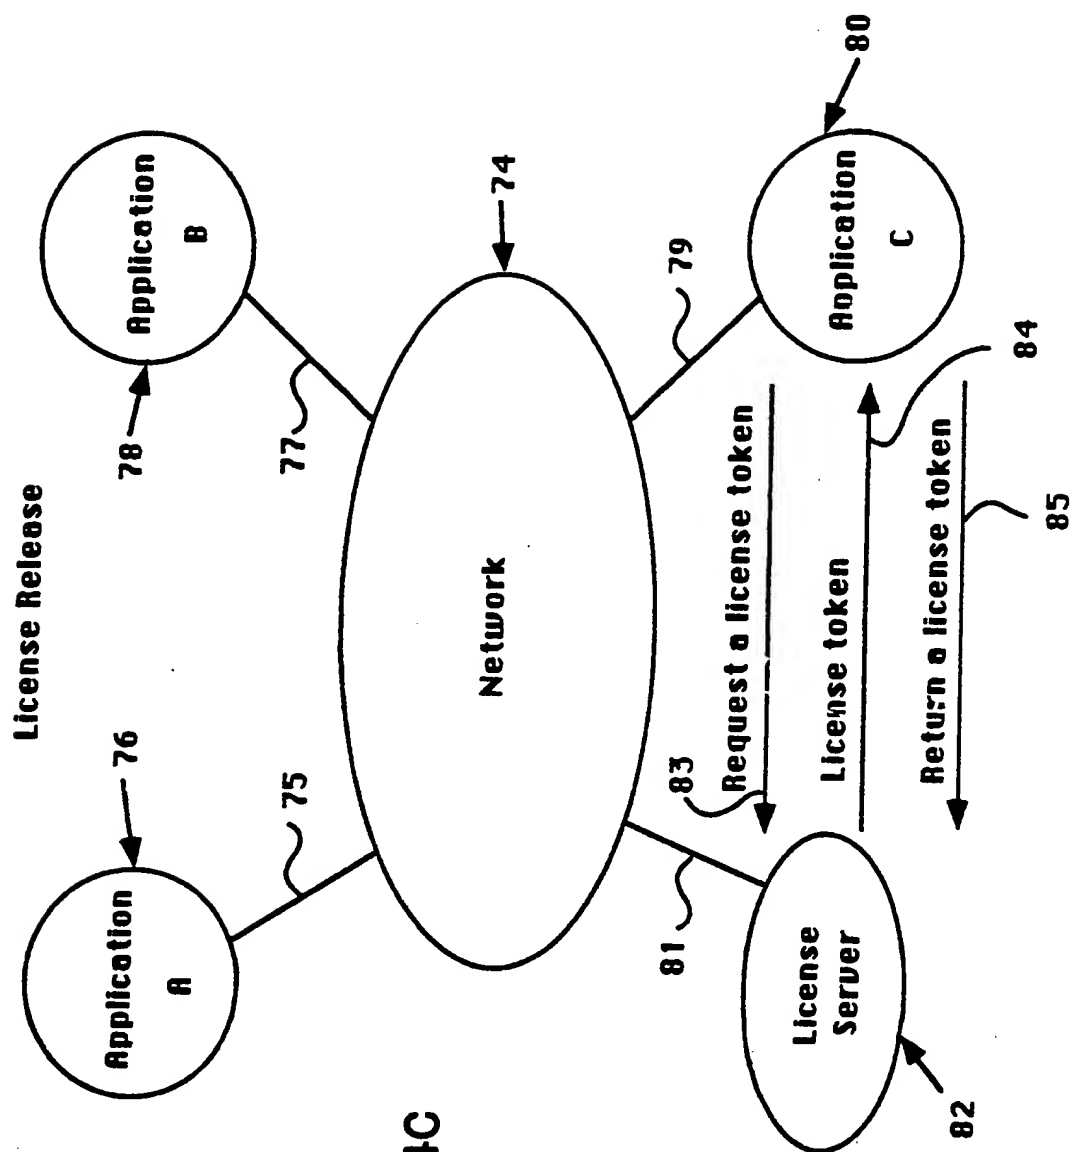 License Release
Application
A
76
78
Application
B
75
77
Network
74
81
83
79
Request a license token
License token
Return a license token
License
Server
Application
C
80
82
84
85